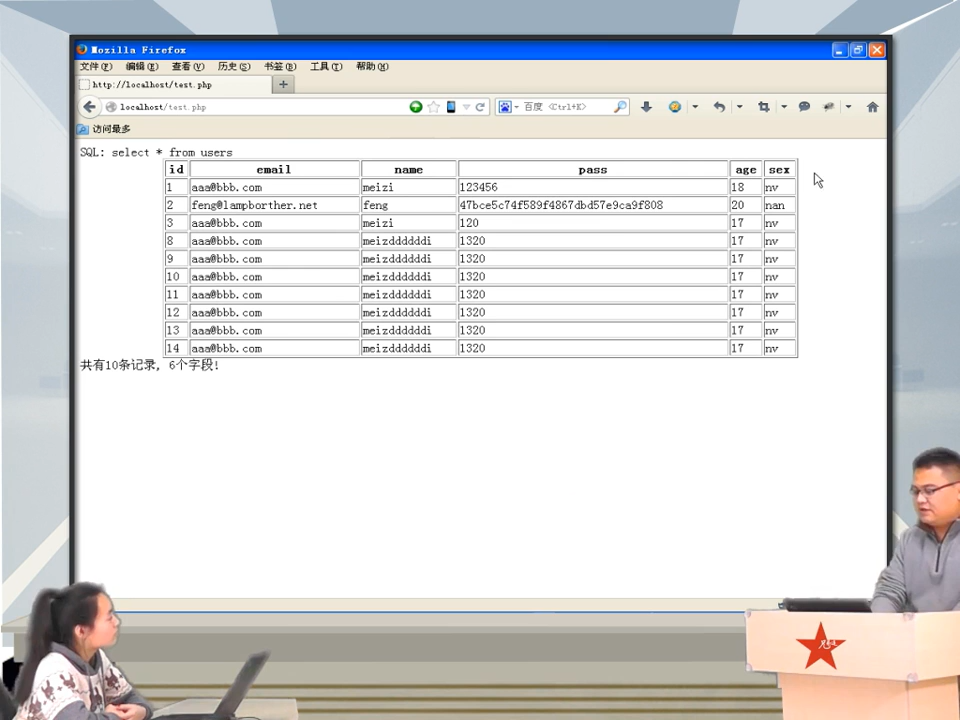 Mozilla Firefox
文件(F) 编辑(E) 查看(V) 历史(S) 书签(B) 工具(T) 帮助(H)
http://localhost/test.php
localhost/test.php 百度 <Ctrl+K>
访问最多
SQL: select * from users
id email name pass age sex
1 aaa@bbb.com meizi 123456 18 nv
2 feng@lampborther.net feng 47bce5c74f589f4867dbd57e9ca9f808 20 nan
3 aaa@bbb.com meizi 120 17 nv
8 aaa@bbb.com meizddddddi 1320 17 nv
9 aaa@bbb.com meizddddddi 1320 17 nv
10 aaa@bbb.com meizddddddi 1320 17 nv
11 aaa@bbb.com meizddddddi 1320 17 nv
12 aaa@bbb.com meizddddddi 1320 17 nv
13 aaa@bbb.com meizddddddi 1320 17 nv
14 aaa@bbb.com meizddddddi 1320 17 nv
共有10条记录, 6个字段!